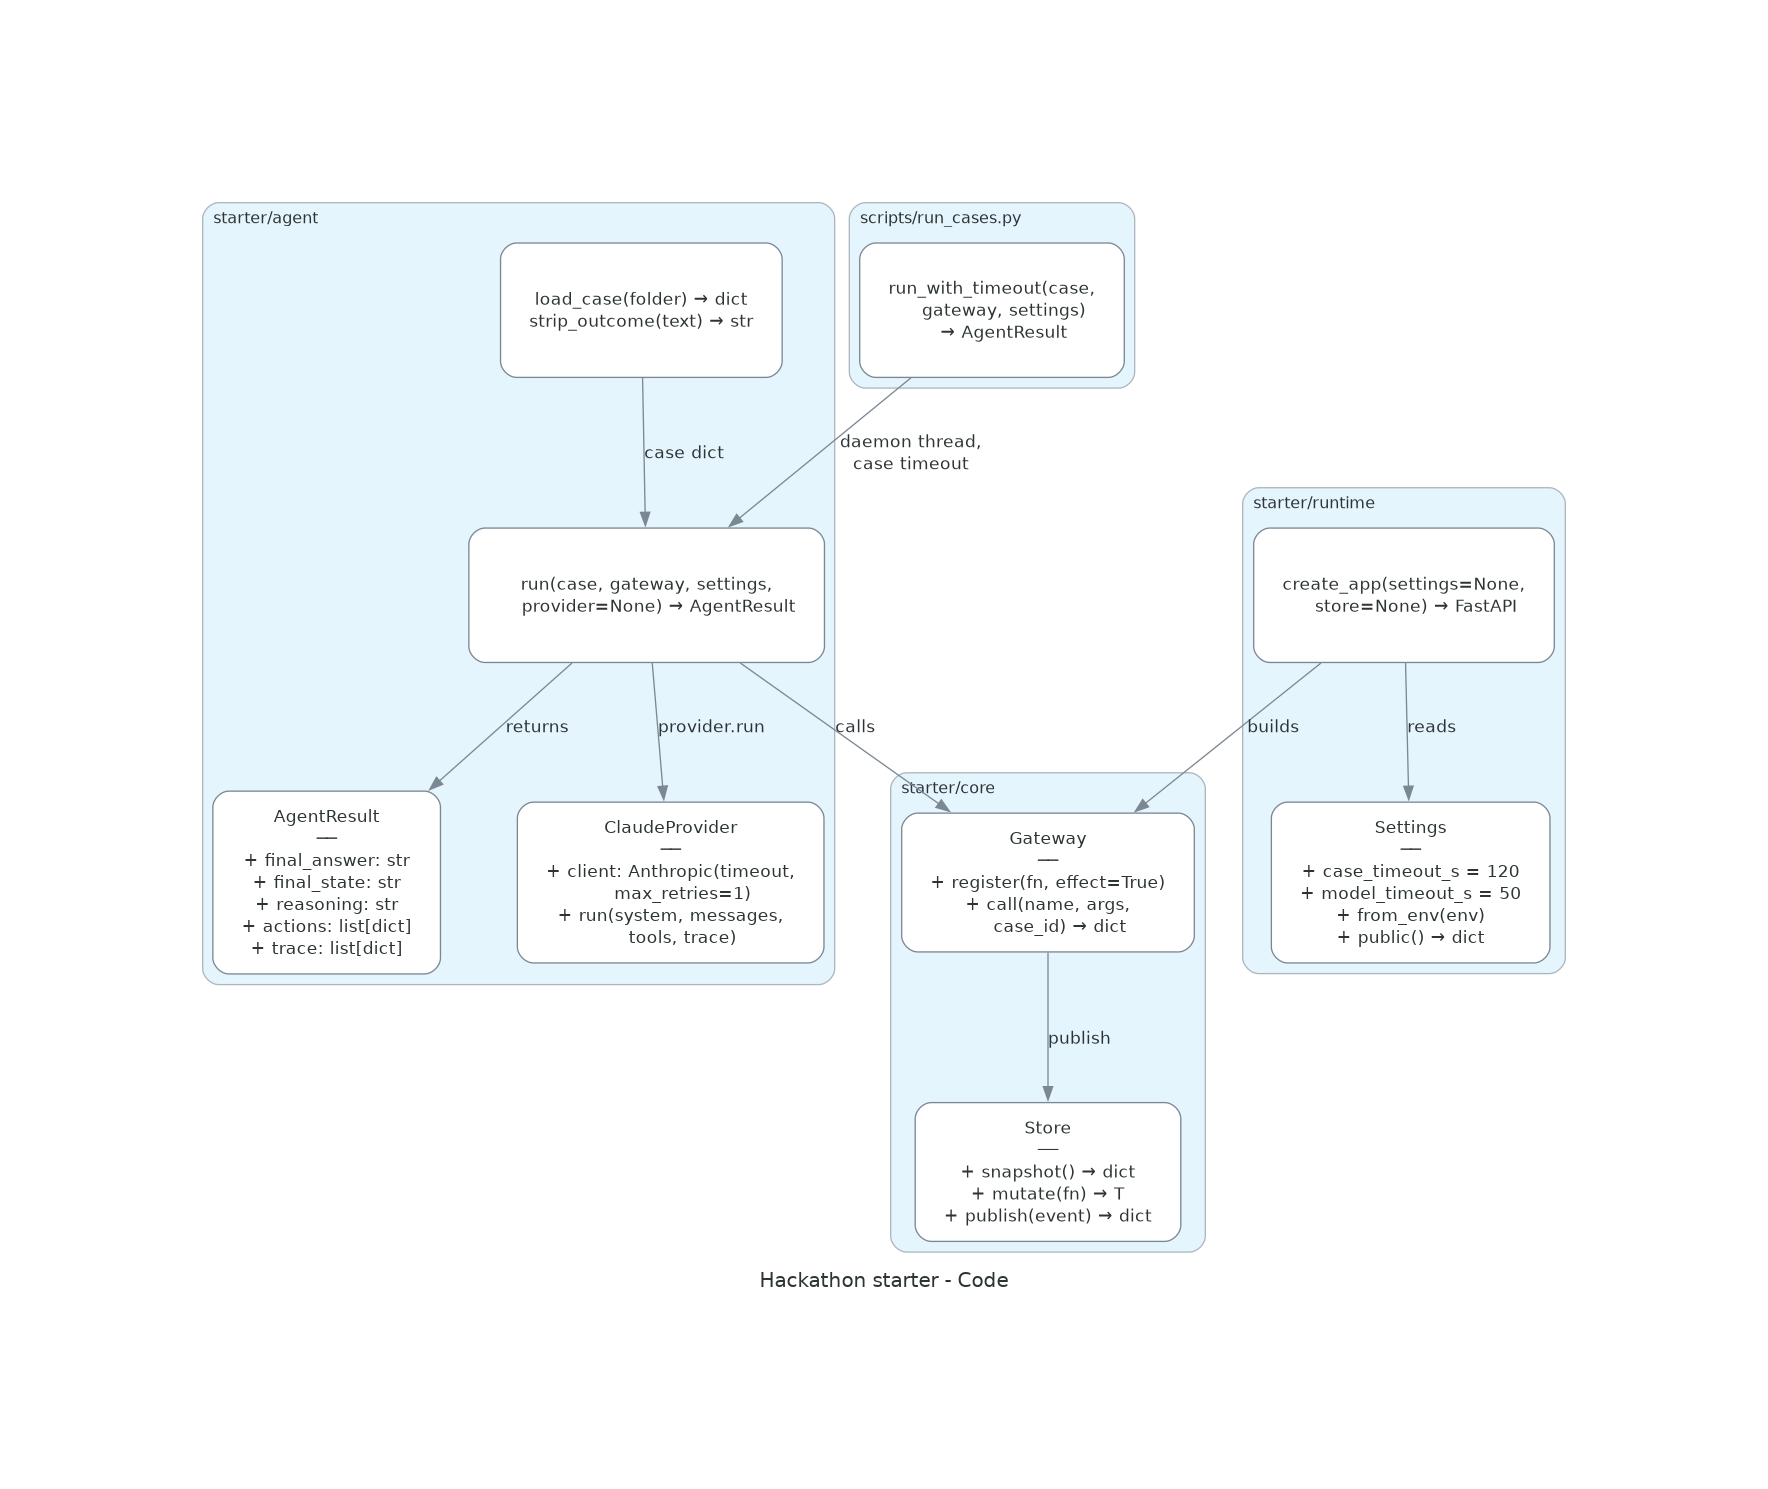 starter/agent
load_case(folder) → dict
strip_outcome(text) → str
scripts/run_cases.py
run_with_timeout(case,
gateway, settings)
→ AgentResult
case dict
daemon thread,
case timeout
run(case, gateway, settings,
provider=None) → AgentResult
starter/runtime
create_app(settings=None,
store=None) → FastAPI
returns
provider.run
calls
builds
reads
AgentResult
—
+ final_answer: str
+ final_state: str
+ reasoning: str
+ actions: list[dict]
+ trace: list[dict]
ClaudeProvider
—
+ client: Anthropic(timeout,
max_retries=1)
+ run(system, messages,
tools, trace)
starter/core
Gateway
—
+ register(fn, effect=True)
+ call(name, args,
case_id) → dict
Settings
—
+ case_timeout_s = 120
+ model_timeout_s = 50
+ from_env(env)
+ public() → dict
publish
Store
—
+ snapshot() → dict
+ mutate(fn) → T
+ publish(event) → dict
Hackathon starter - Code